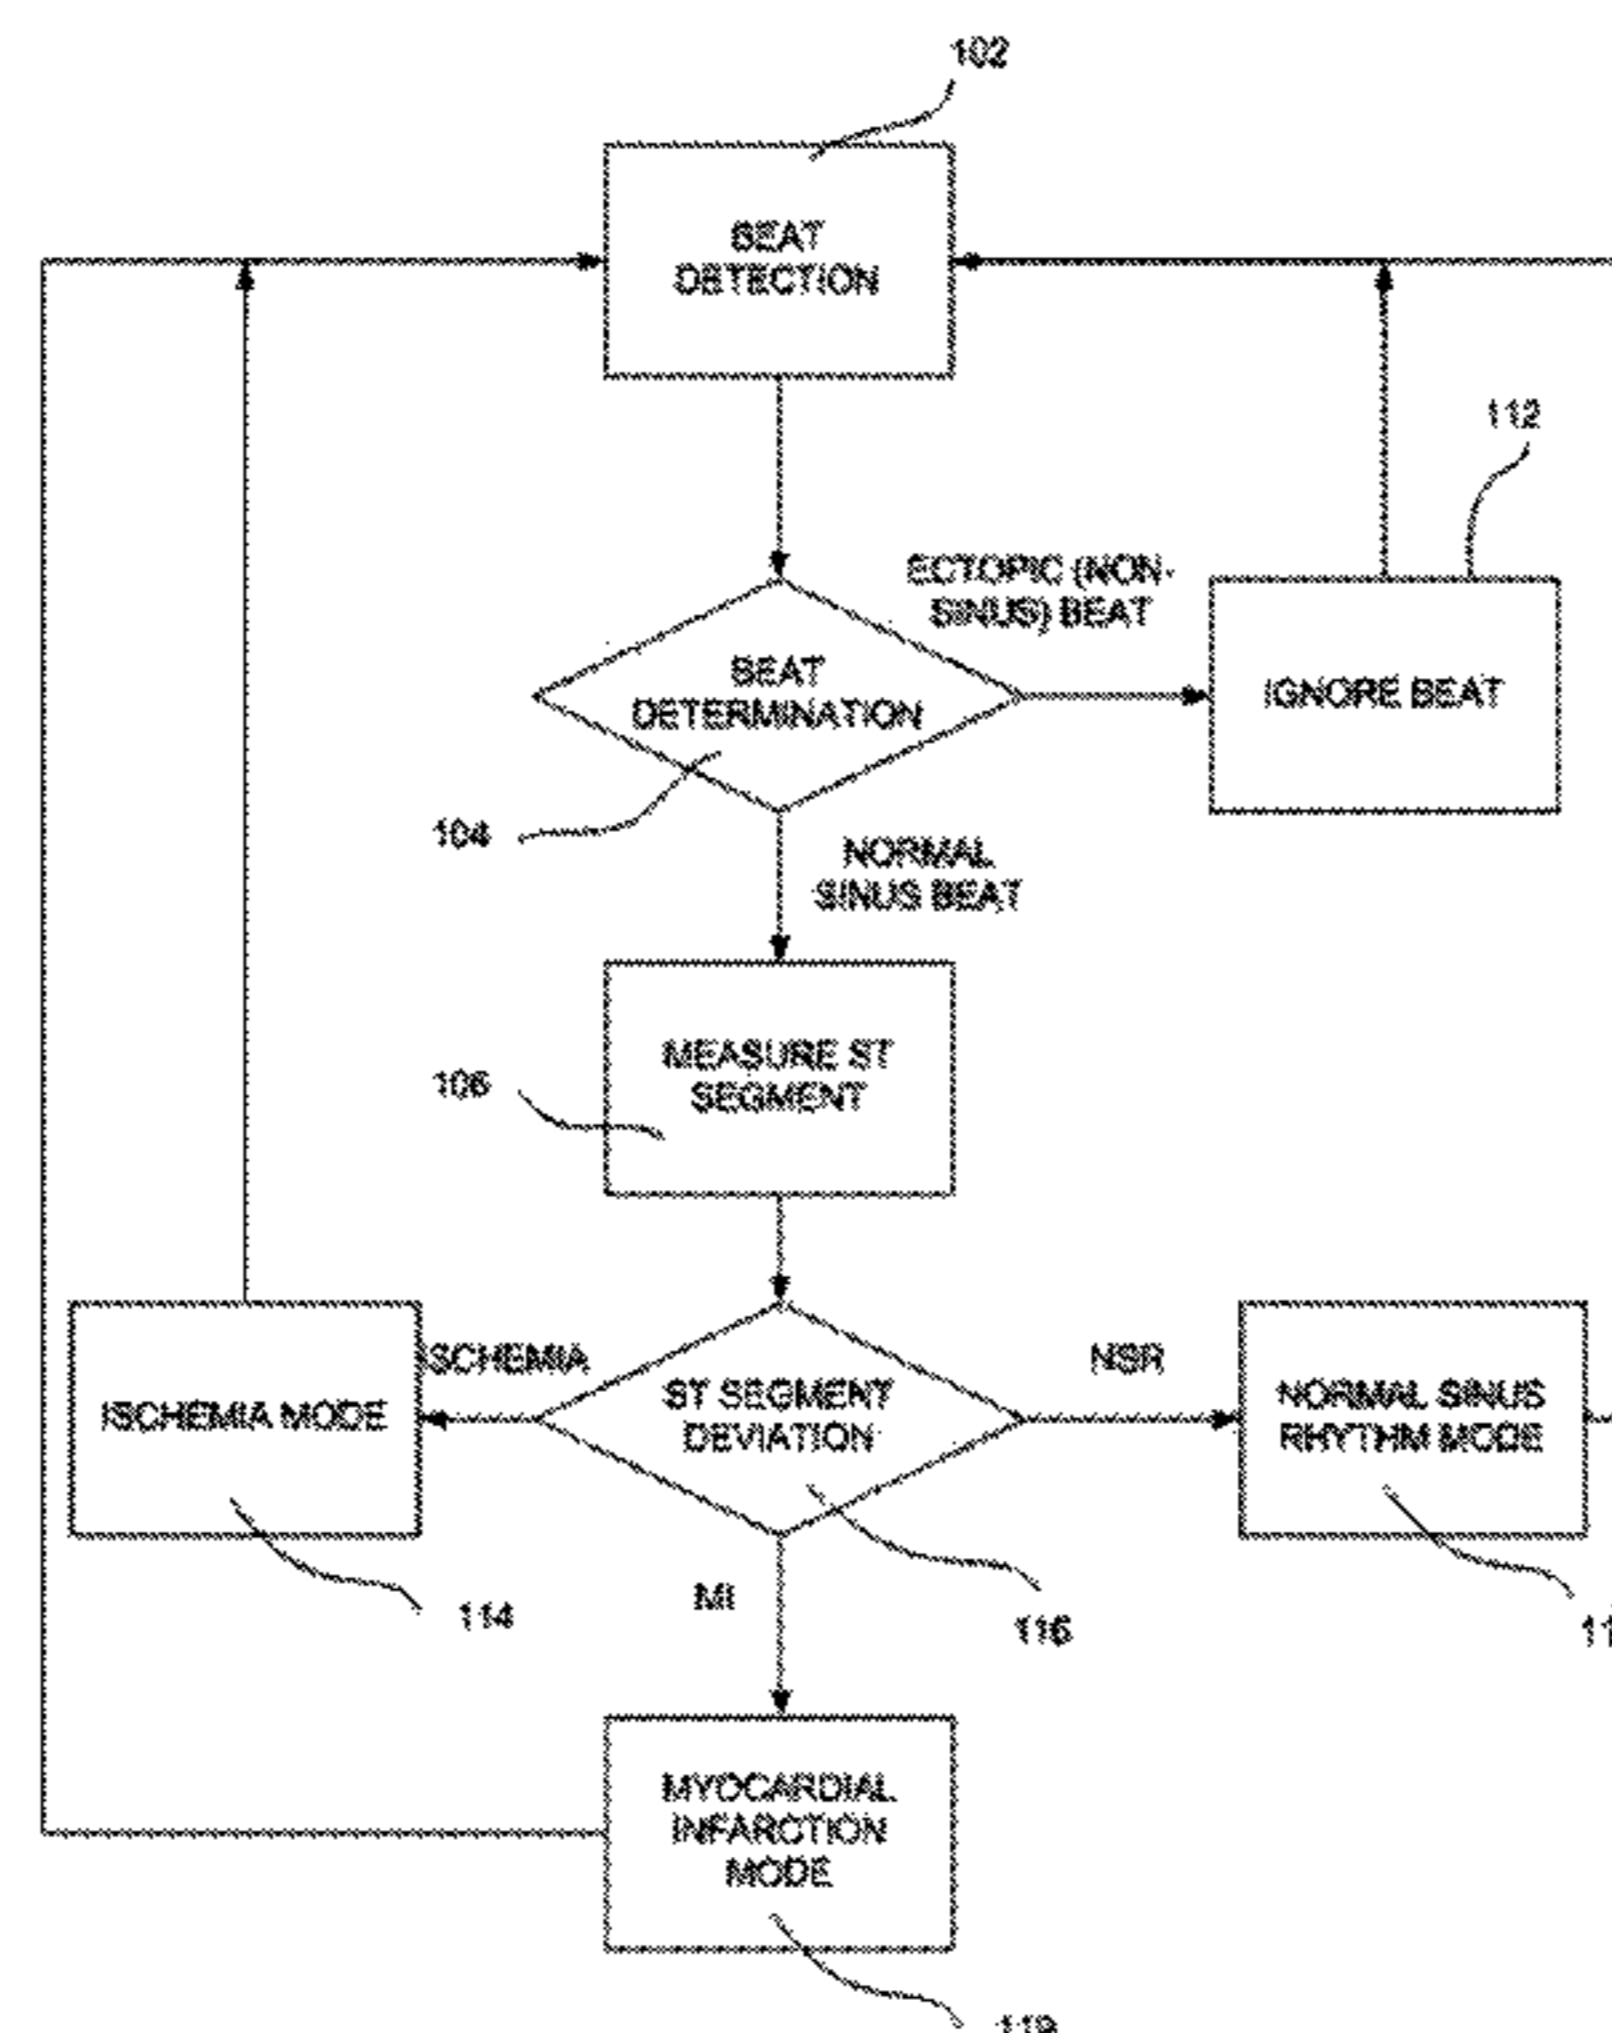 102
BEAT
DETECTION
112
ECTOPIC (NON-
SINUS) BEAT
BEAT
DETERMINATION
IGNORE BEAT
104
NORMAL
SINUS BEAT
MEASURE ST
SEGMENT
106
ISCHEMIA
NSR
ISCHEMIA MODE
ST SEGMENT
DEVIATION
NORMAL SINUS
RHYTHM MODE
114
MI
116
MYOCARDIAL
INFARCTION
MODE